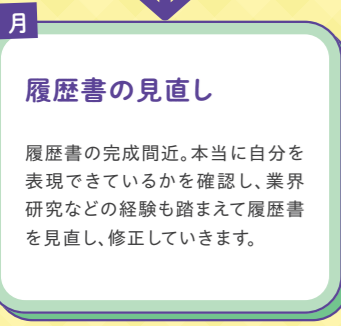 月
履歴書の見直し
履歴書の完成間近。本当に自分を
表現できているかを確認し、業界
研究などの経験も踏まえて履歴書
を見直し、修正していきます。